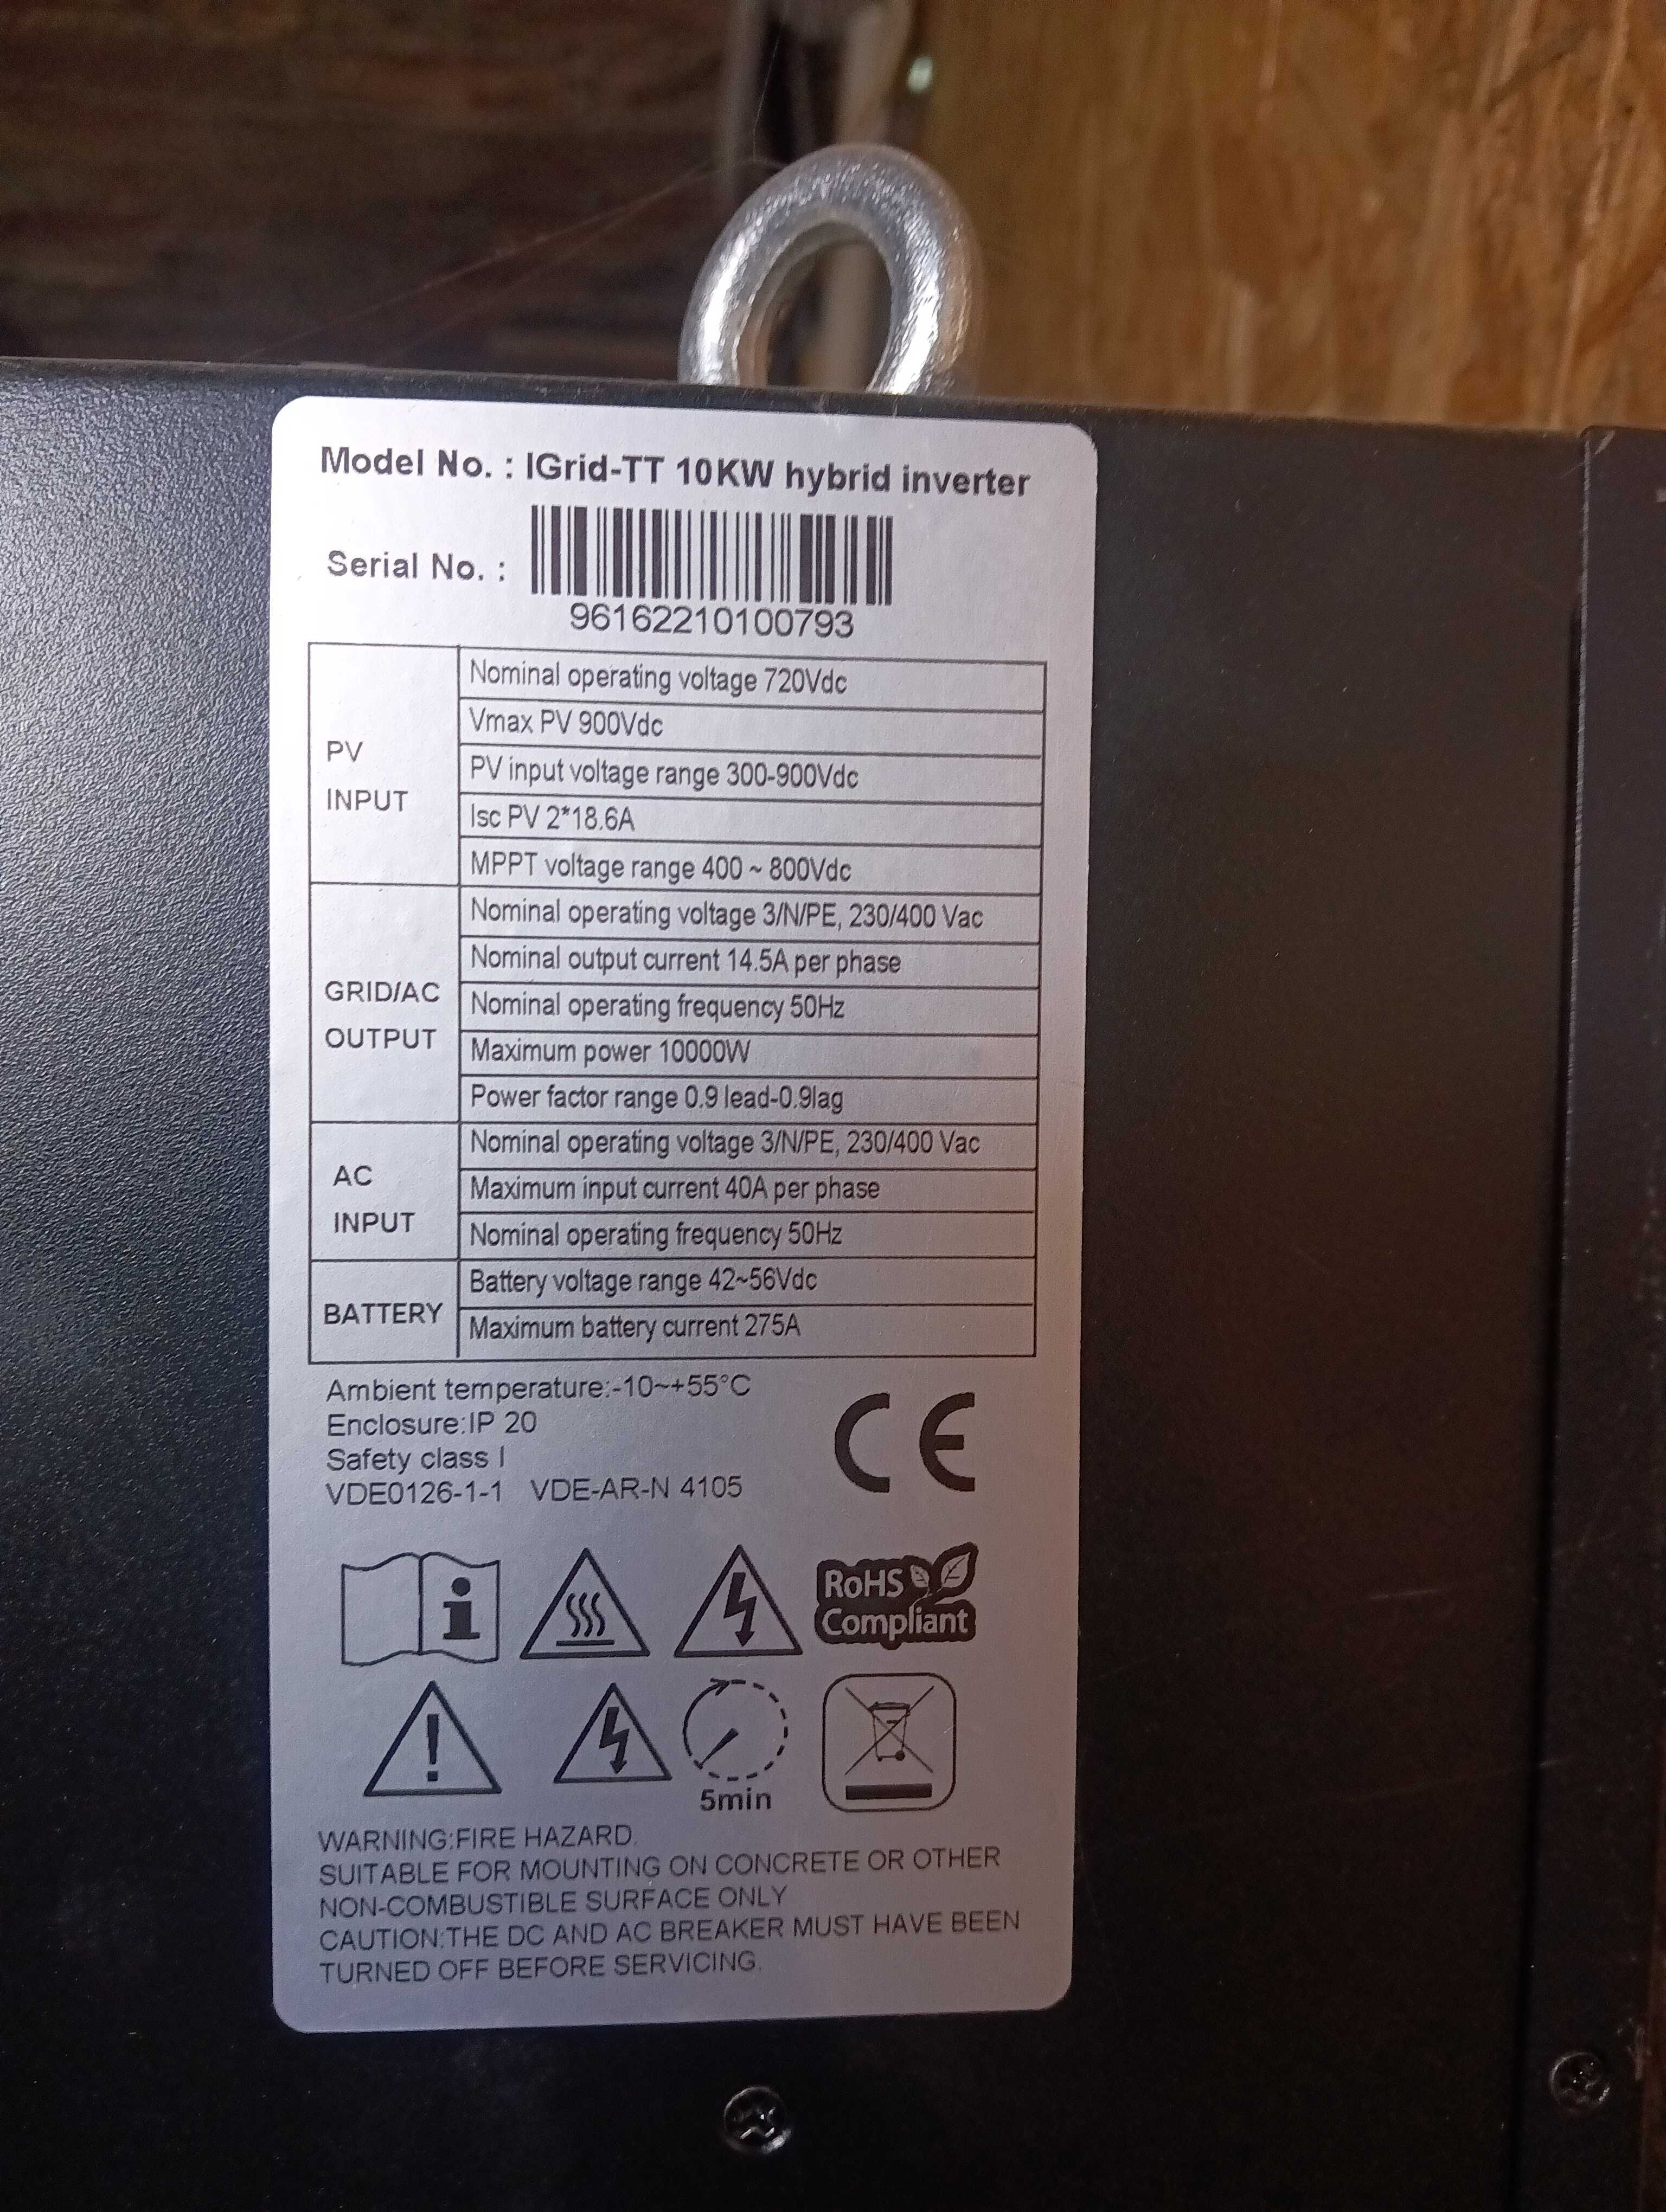 Model No. : IGrid-TT 10KW hybrid inverter
Serial No. :
96162210100793
PV INPUT
Nominal operating voltage 720Vdc
Vmax PV 900Vdc
PV input voltage range 300-900Vdc
Isc PV 2*18.6A
MPPT voltage range 400 ~ 800Vdc
GRID/AC OUTPUT
Nominal operating voltage 3/N/PE, 230/400 Vac
Nominal output current 14.5A per phase
Nominal operating frequency 50Hz
Maximum power 10000W
Power factor range 0.9 lead-0.9lag
AC INPUT
Nominal operating voltage 3/N/PE, 230/400 Vac
Maximum input current 40A per phase
Nominal operating frequency 50Hz
BATTERY
Battery voltage range 42~56Vdc
Maximum battery current 275A
Ambient temperature:-10~+55°C
Enclosure:IP 20
Safety class I
VDE0126-1-1 VDE-AR-N 4105
CE
i
RoHS
Compliant
!
5min
WARNING:FIRE HAZARD.
SUITABLE FOR MOUNTING ON CONCRETE OR OTHER
NON-COMBUSTIBLE SURFACE ONLY
CAUTION:THE DC AND AC BREAKER MUST HAVE BEEN
TURNED OFF BEFORE SERVICING.